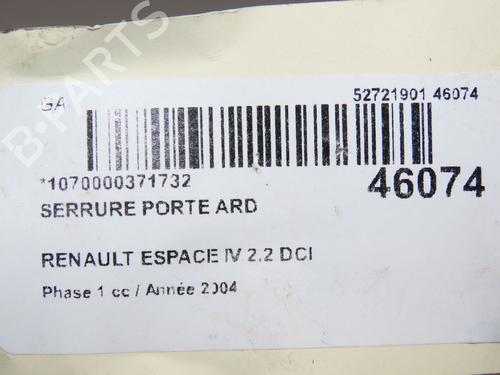 B-PARTS
GA
52721901 46074
*1070000371732
46074
SERRURE PORTE ARD
RENAULT ESPACE IV 2.2 DCI
Phase 1 cc / Année 2004